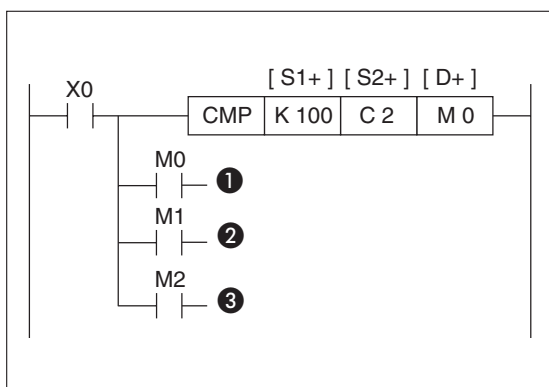 [ S1+ ] [ S2+ ] [ D+ ]
X0
CMP K 100 C 2 M 0
M0
❶
M1
❷
M2
❸